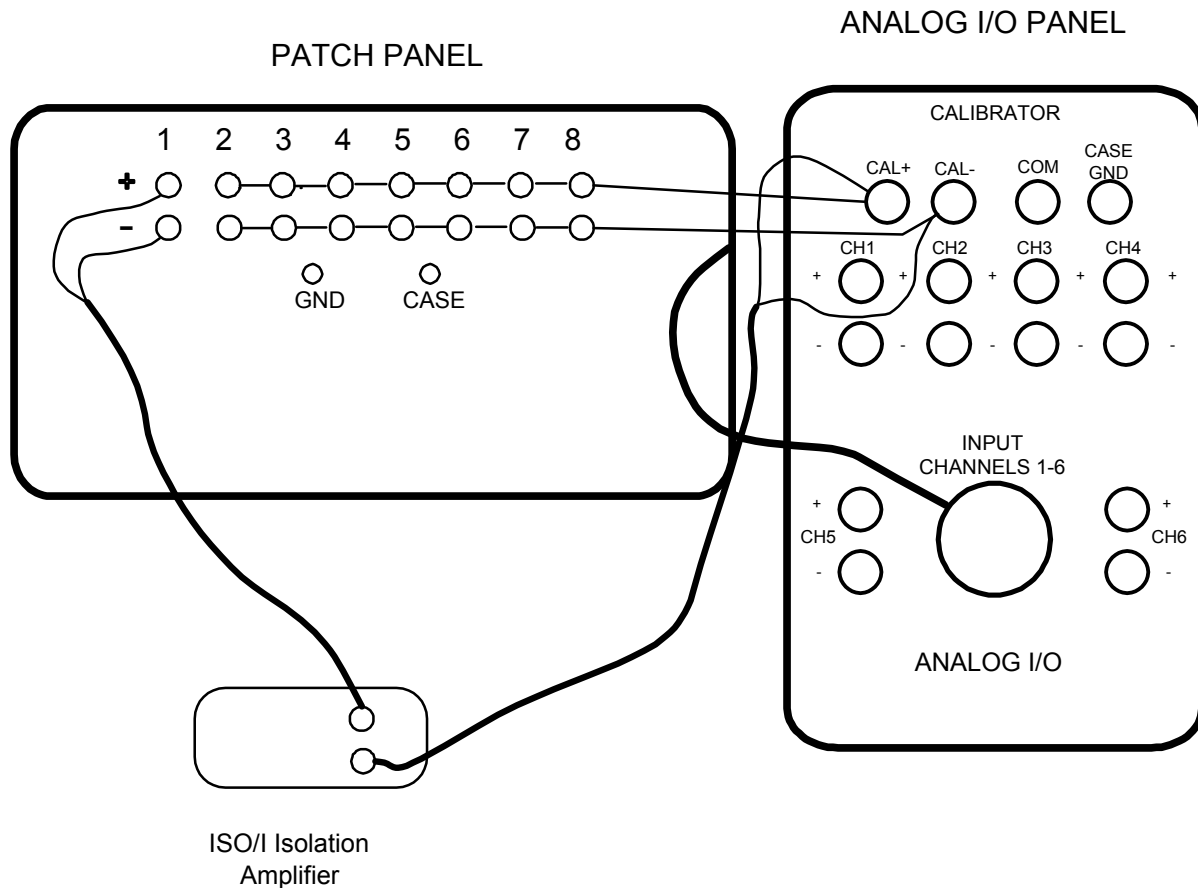 ANALOG I/O PANEL
PATCH PANEL
CALIBRATOR
1 2 3 4 5 6 7 8
+
-
CAL+ CAL- COM CASE
GND
CH1 CH2 CH3 CH4
+ + + + +
- - - - -
GND CASE
INPUT
CHANNELS 1-6
+ +
CH5 CH6
- -
ANALOG I/O
ISO/I Isolation
Amplifier